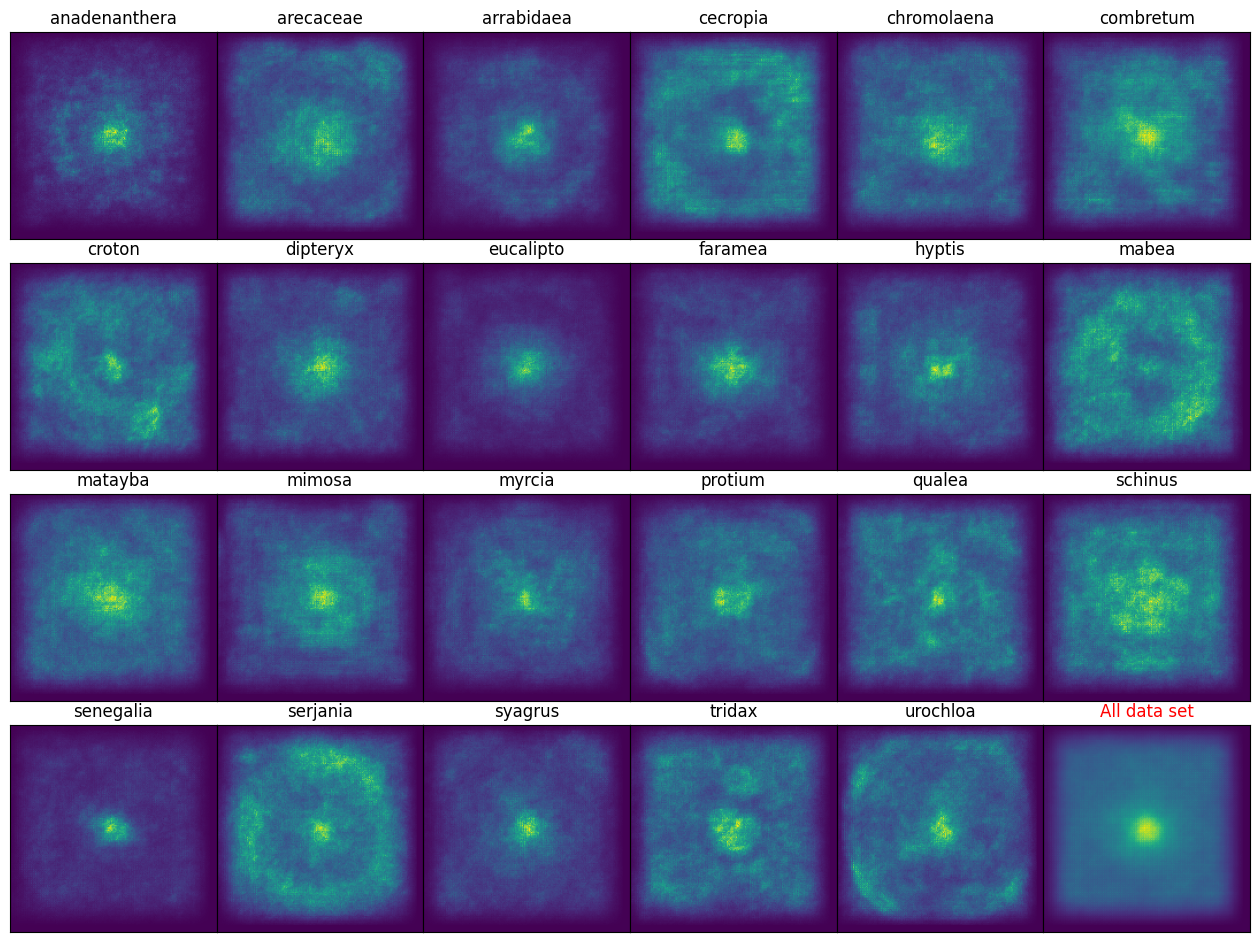 anadenanthera arecaceae arrabidaea cecropia chromolaena combretum
croton dipteryx eucalipto faramea hyptis mabea
matayba mimosa myrcia protium qualea schinus
senegalia serjania syagrus tridax urochloa All data set